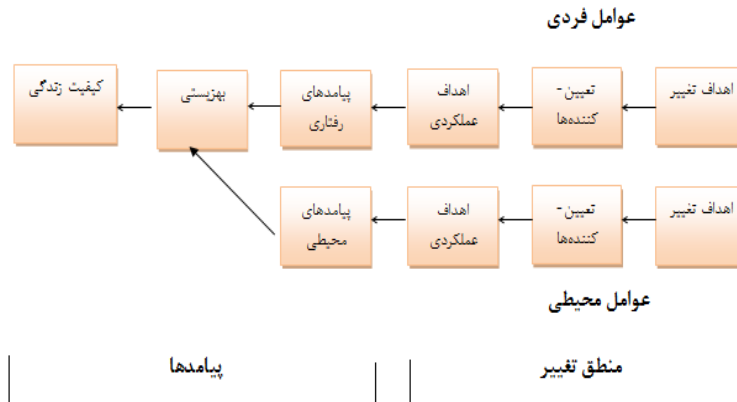 عوامل فردی
اهداف تغییر
تعیین-
کننده‌ها
اهداف
عملکردی
پیامدهای
رفتاری
بهزیستی
کیفیت زندگی
اهداف تغییر
تعیین-
کننده‌ها
اهداف
عملکردی
پیامدهای
محیطی
عوامل محیطی
منطق تغییر
پیامدها